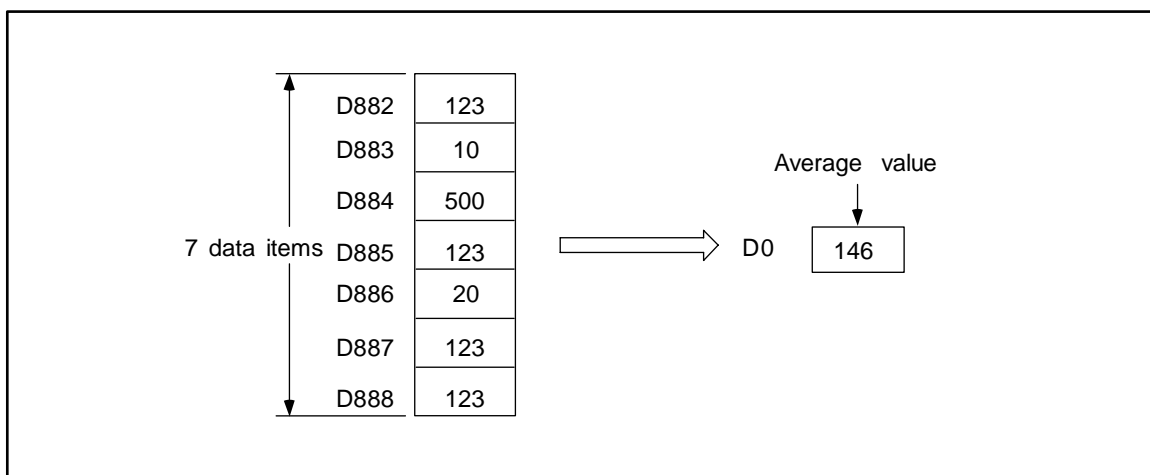 D882 123
D883 10
Average value
D884 500
7 data items D885 123 D0 146
D886 20
D887 123
D888 123